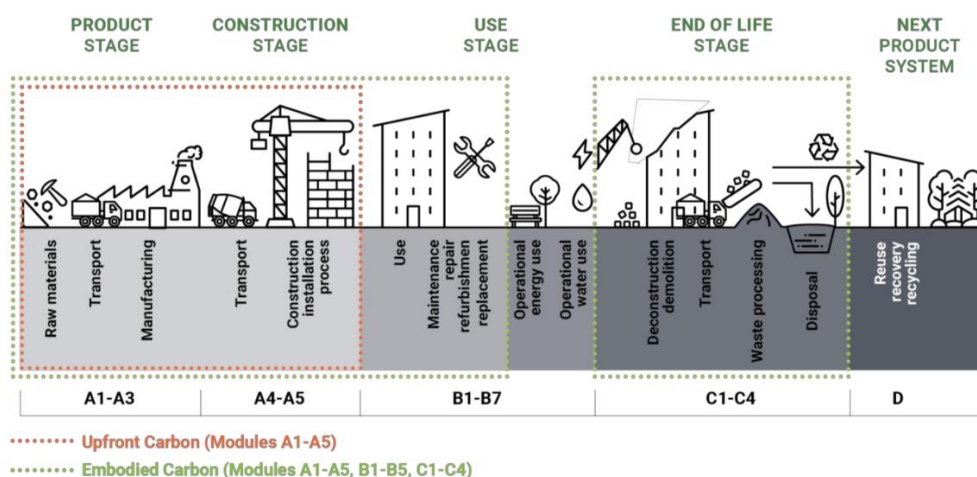 PRODUCT
STAGE
CONSTRUCTION
STAGE
USE
STAGE
END OF LIFE
STAGE
NEXT
PRODUCT
SYSTEM
Raw materials
Transport
Manufacturing
Transport
Construction
instalation
process
Use
Maintenance
repair
refurbishmen
replacement
Operational
energy use
Operational
water use
Deconstruction
demolition
Transport
Waste processing
Disposal
Reuse
recovery
recycling
A1-A3
A4-A5
B1-B7
C1-C4
D
Upfront Carbon (Modules A1-A5)
Embodied Carbon (Modules A1-A5, B1-B5, C1-C4)